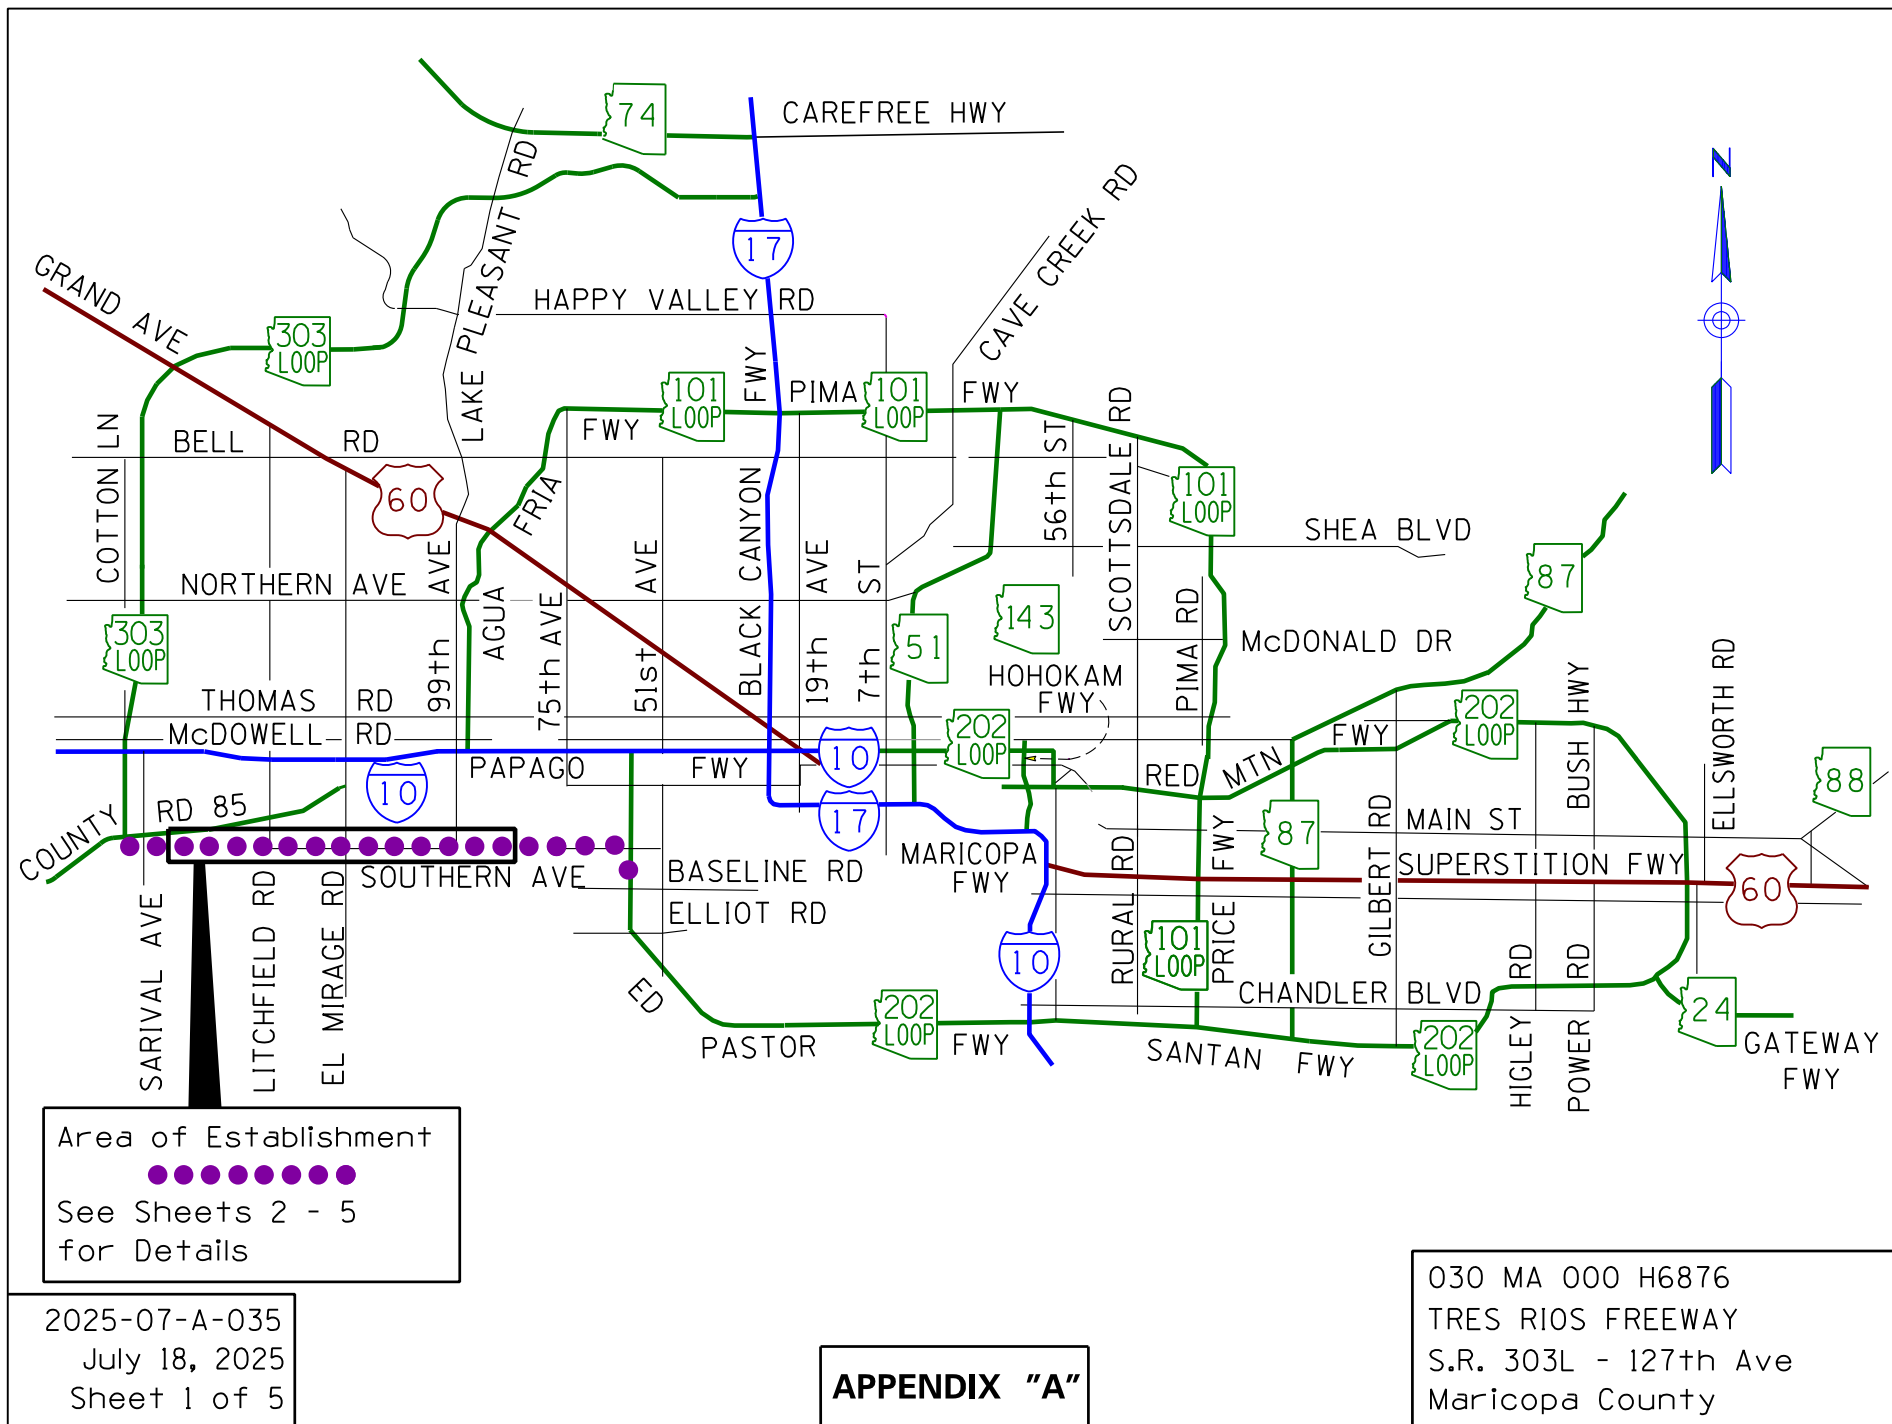 74
CAREFREE HWY
N
LAKE PLEASANT RD
17
CAVE CREEK RD
GRAND AVE
HAPPY VALLEY RD
303
LOOP
101
LOOP
FWY
PIMA
101
LOOP
FWY
FWY
COTTON LN
BELL RD
60
AGUA FRIA
BLACK CANYON
56th ST
SCOTTSDALE RD
101
LOOP
SHEA BLVD
NORTHERN AVE
99th AVE
75th AVE
51st AVE
19th AVE
7th ST
87
303
LOOP
51
143
PIMA RD
McDONALD DR
HOHOKAM
FWY
THOMAS RD
McDOWELL RD
10
202
LOOP
202
LOOP
FWY
BUSH HWY
ELLSWORTH RD
PAPAGO FWY
10
RED MTN
88
COUNTY RD 85
17
87
MAIN ST
MARICOPA
FWY
SUPERSTITION FWY
60
SOUTHERN AVE
BASELINE RD
ELLIOT RD
SARIVAL AVE
LITCHFIELD RD
EL MIRAGE RD
RURAL RD
PRICE FWY
GILBERT RD
10
101
LOOP
HIGLEY RD
POWER RD
CHANDLER BLVD
ED PASTOR FWY
202
LOOP
SANTAN FWY
202
LOOP
24
GATEWAY
FWY
Area of Establishment
See Sheets 2 - 5
for Details
2025-07-A-035
July 18, 2025
Sheet 1 of 5
APPENDIX "A"
030 MA 000 H6876
TRES RIOS FREEWAY
S.R. 303L - 127th Ave
Maricopa County